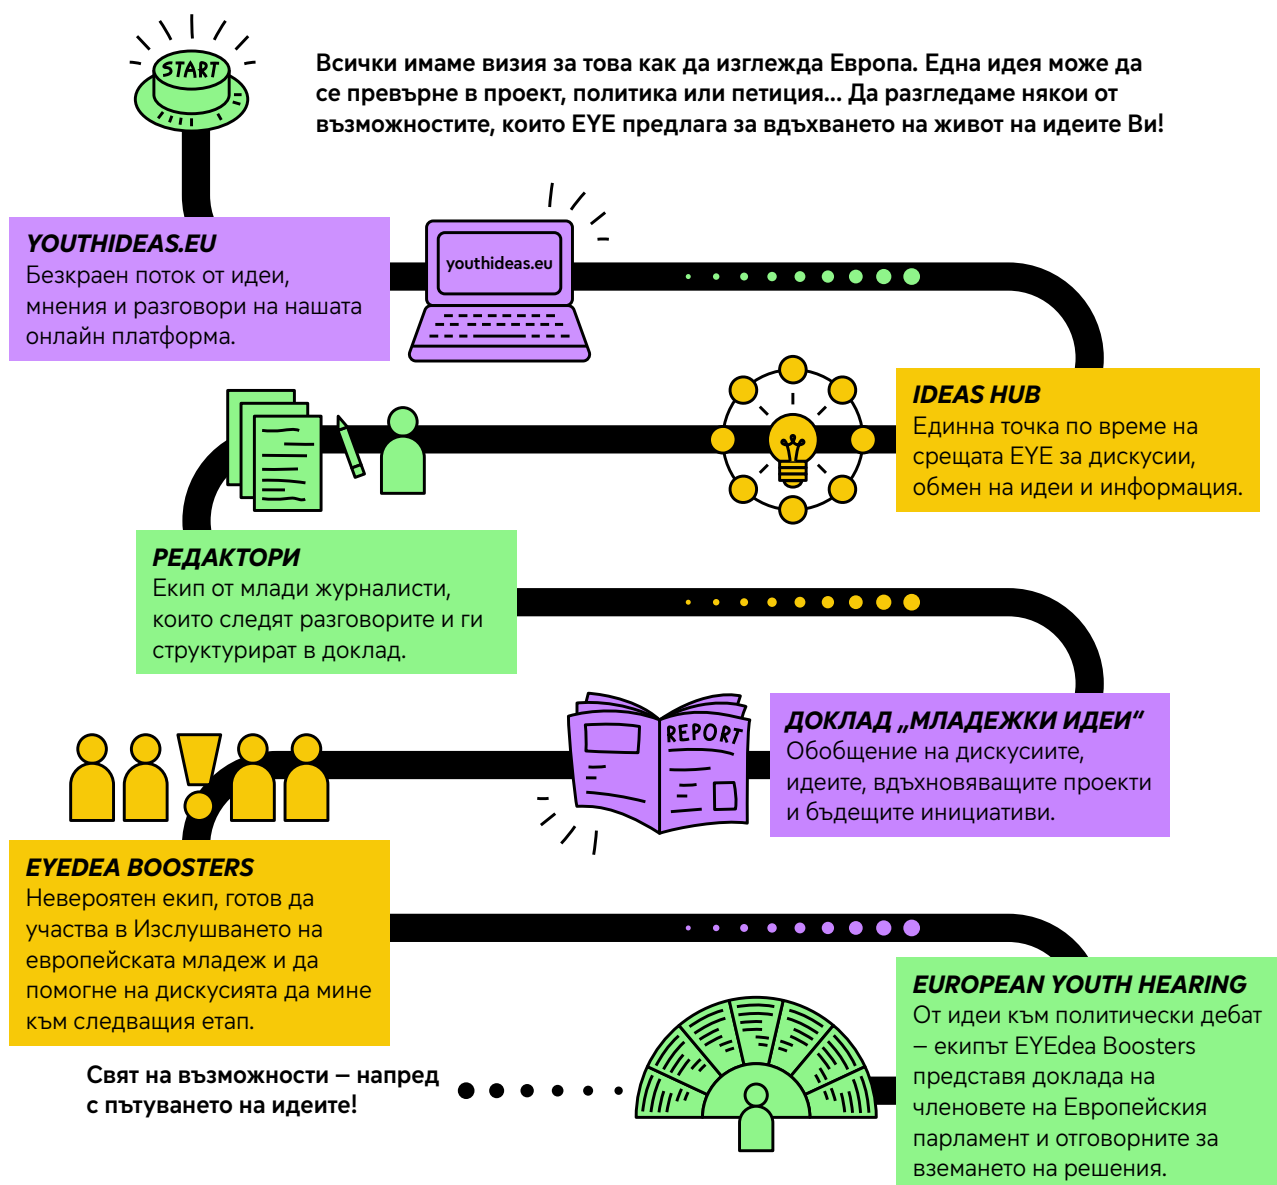 START
Всички имаме визия за това как да изглежда Европа. Една идея може да
се превърне в проект, политика или петиция... Да разгледаме някои от
възможностите, които EYE предлага за вдъхването на живот на идеите Ви!
YOUTHIDEAS.EU
Безкраен поток от идеи,
мнения и разговори на нашата
онлайн платформа.
youthideas.eu
IDEAS HUB
Единна точка по време на
срещата EYE за дискусии,
обмен на идеи и информация.
РЕДАКТОРИ
Екип от млади журналисти,
които следят разговорите и ги
структурират в доклад.
REPORT
ДОКЛАД „МЛАДЕЖКИ ИДЕИ“
Обобщение на дискусиите,
идеите, вдъхновяващите проекти
и бъдещите инициативи.
EYEDEA BOOSTERS
Невероятен екип, готов да
участва в Изслушването на
европейската младеж и да
помогне на дискусията да мине
към следващия етап.
EUROPEAN YOUTH HEARING
От идеи към политически дебат
– екипът EYEdea Boosters
представя доклада на
членовете на Европейския
парламент и отговорните за
вземането на решения.
Свят на възможности – напред
с пътуването на идеите!